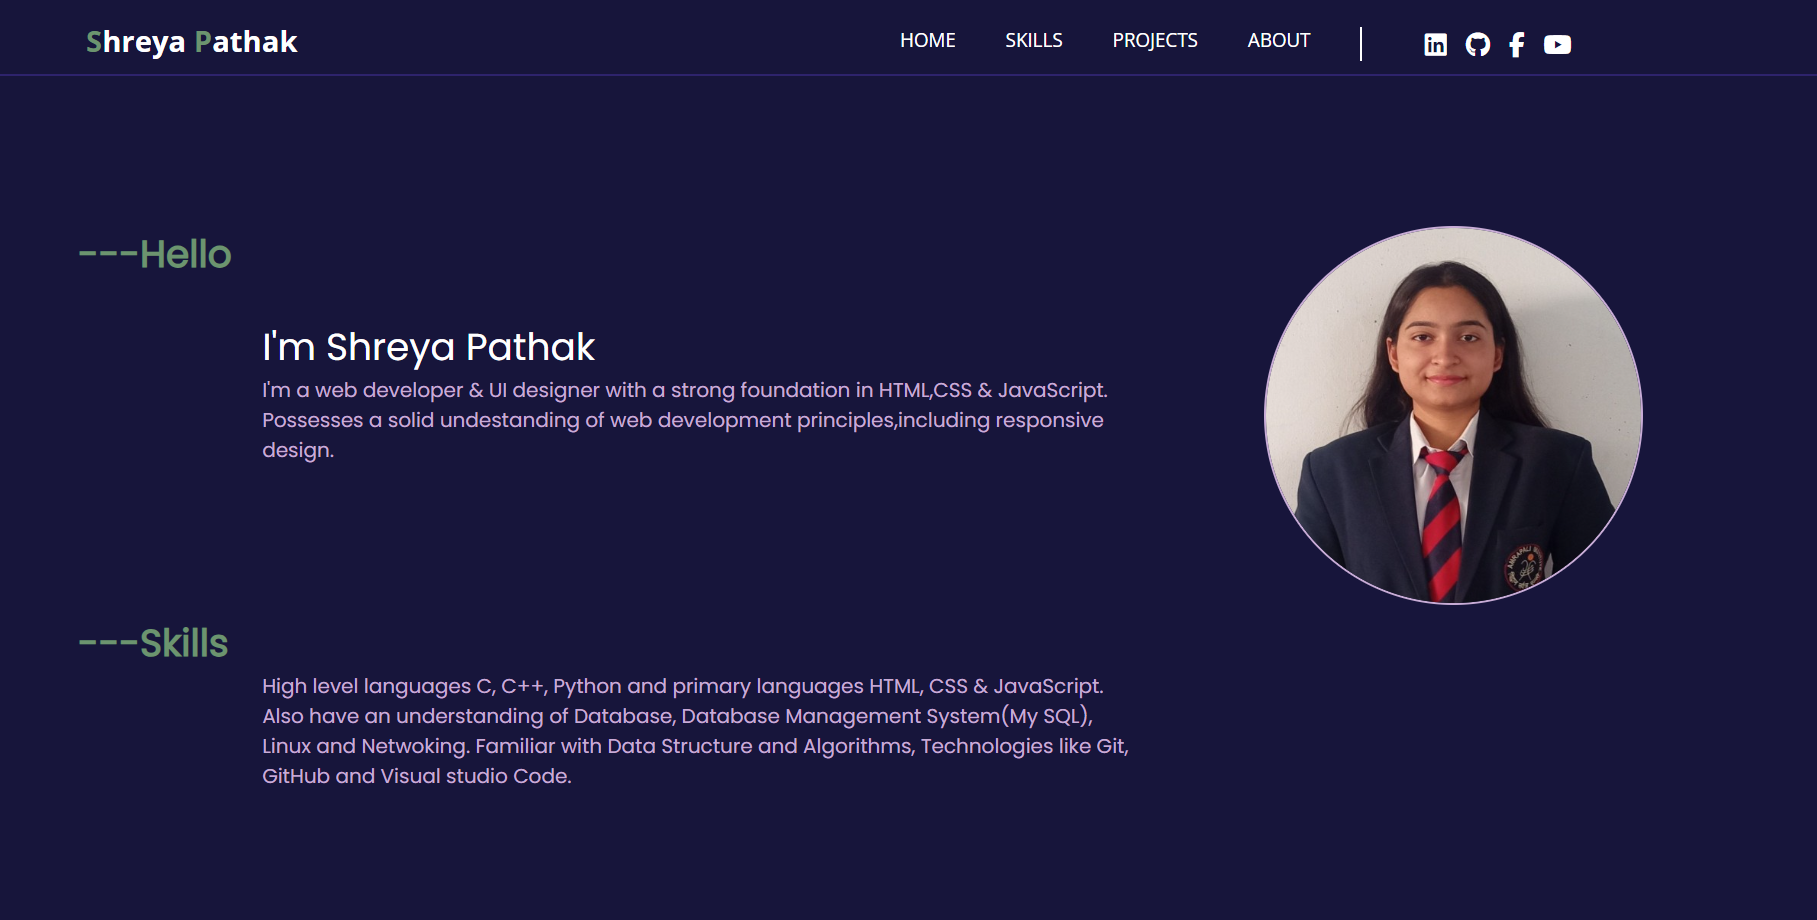 Shreya Pathak
HOME SKILLS PROJECTS ABOUT
---Hello
I'm Shreya Pathak
I'm a web developer & UI designer with a strong foundation in HTML,CSS & JavaScript.
Possesses a solid undestanding of web development principles,including responsive
design.
AMRAPALI
---Skills
High level languages C, C++, Python and primary languages HTML, CSS & JavaScript.
Also have an understanding of Database, Database Management System(My SQL),
Linux and Netwoking. Familiar with Data Structure and Algorithms, Technologies like Git,
GitHub and Visual studio Code.